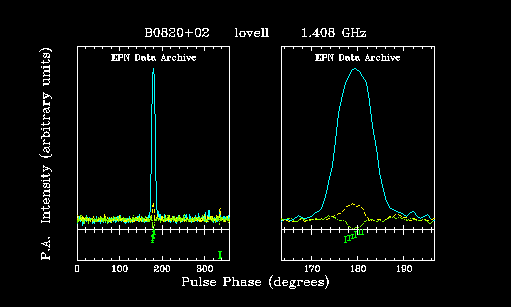 B0820+02 lovell 1.408 GHz
EPN Data Archive EPN Data Archive
P.A. Intensity (arbitrary units)
0 100 200 300 170 180 190
Pulse Phase (degrees)